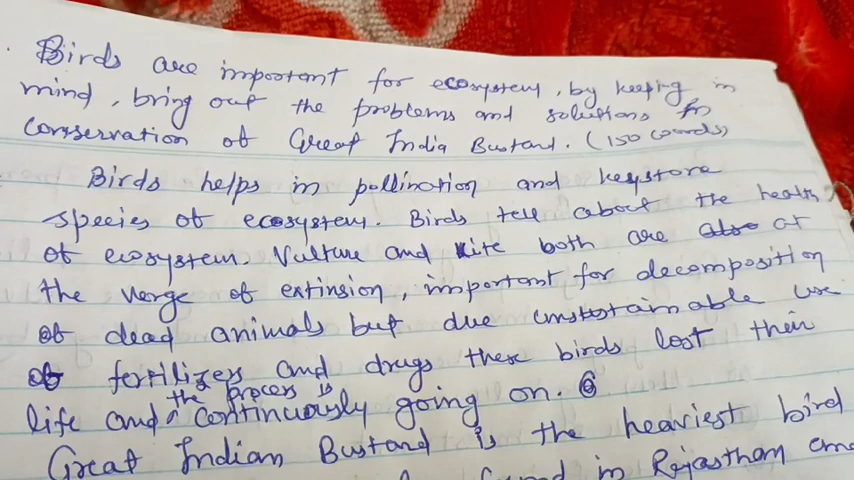 Birds are important for ecosystem, by keeping in
mind, bring out the problems and solutions in
conservation of Great India Bustard. (150 words)
Birds helps in pollination and keystone
species of ecosystem. Birds tell about the health
of ecosystem. Vulture and kite both are also at
the verge of extinsion, important for decomposition
of dead animals but due unsustainable use
of fertilizers and drugs these birds lost their
the process is
life and continuously going on.
Great Indian Bustard is the heaviest bird
found in Rajasthan and